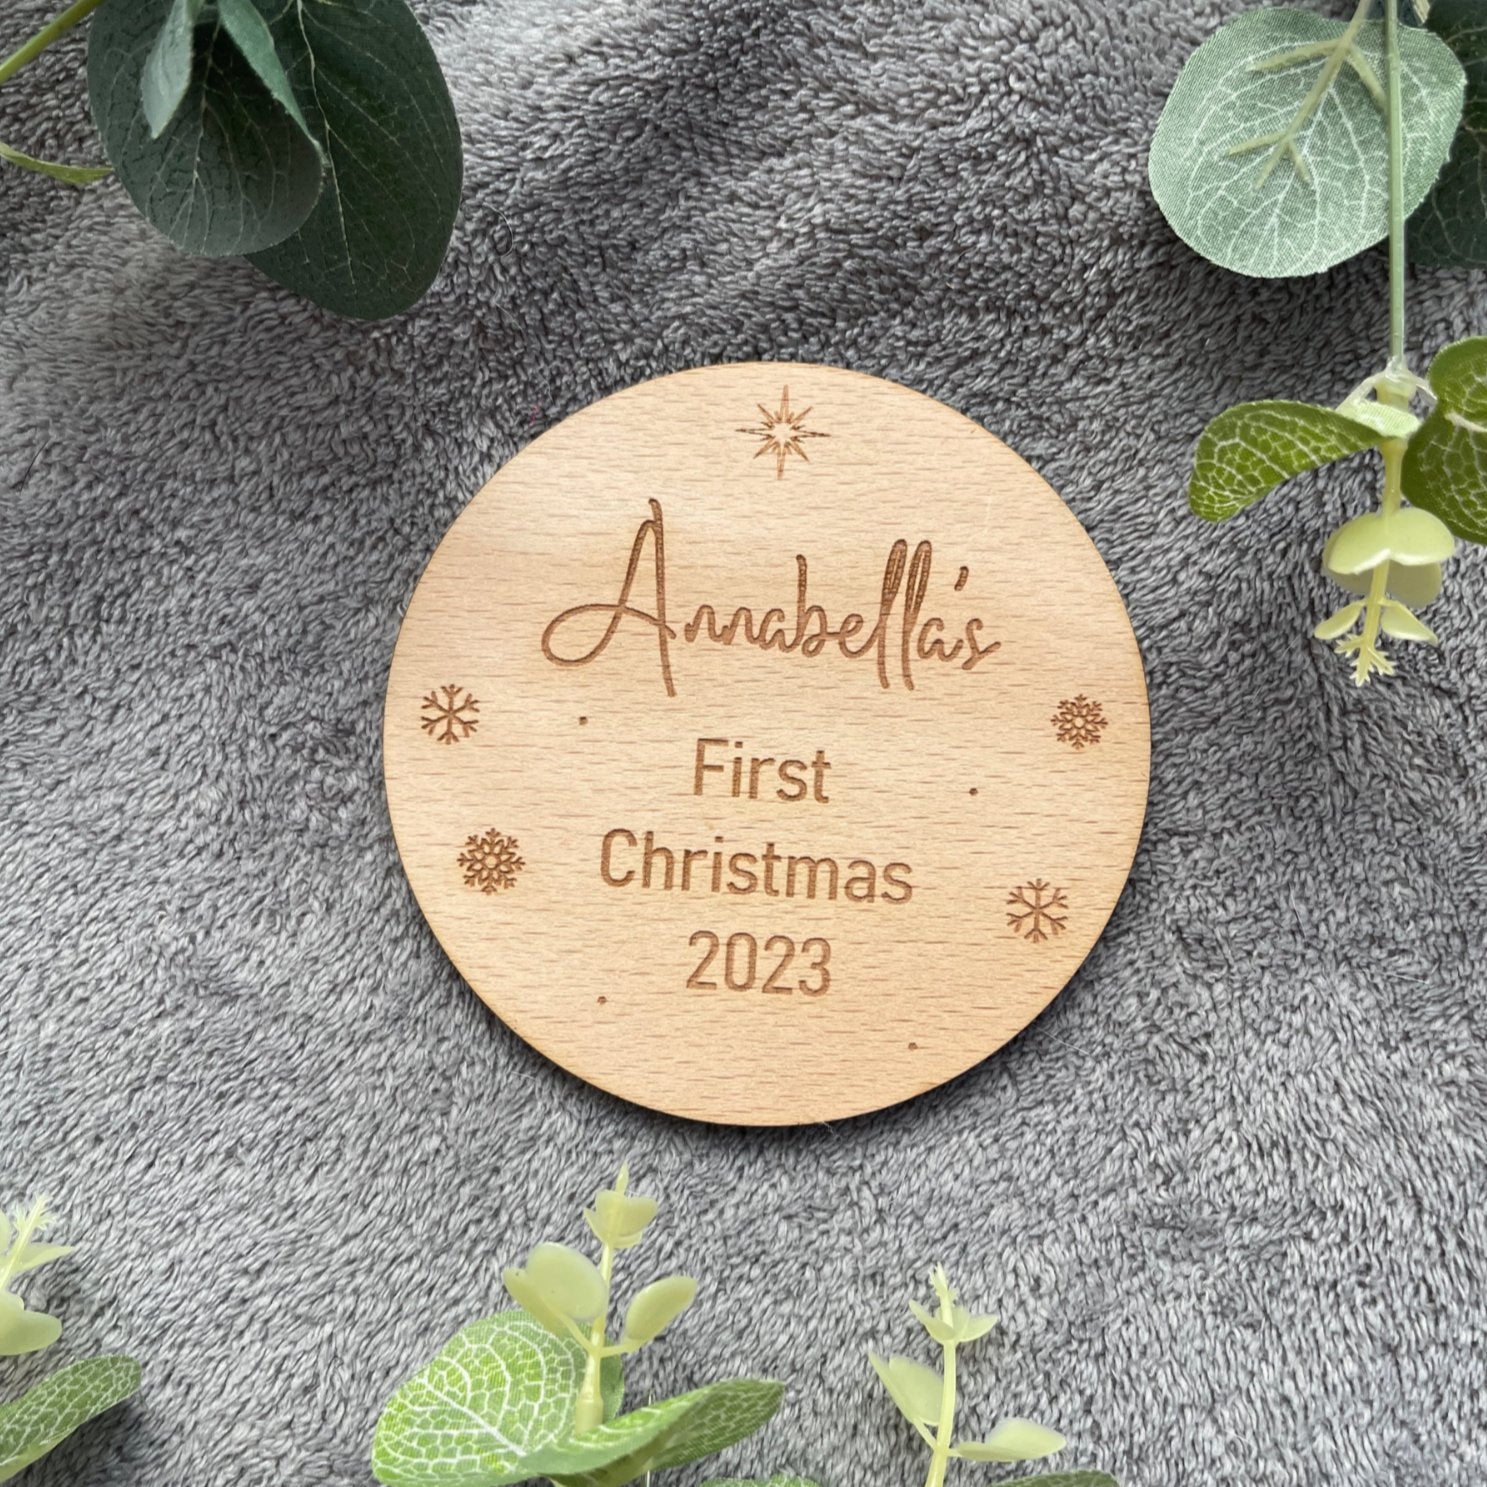 Annabella's
First
Christmas
2023